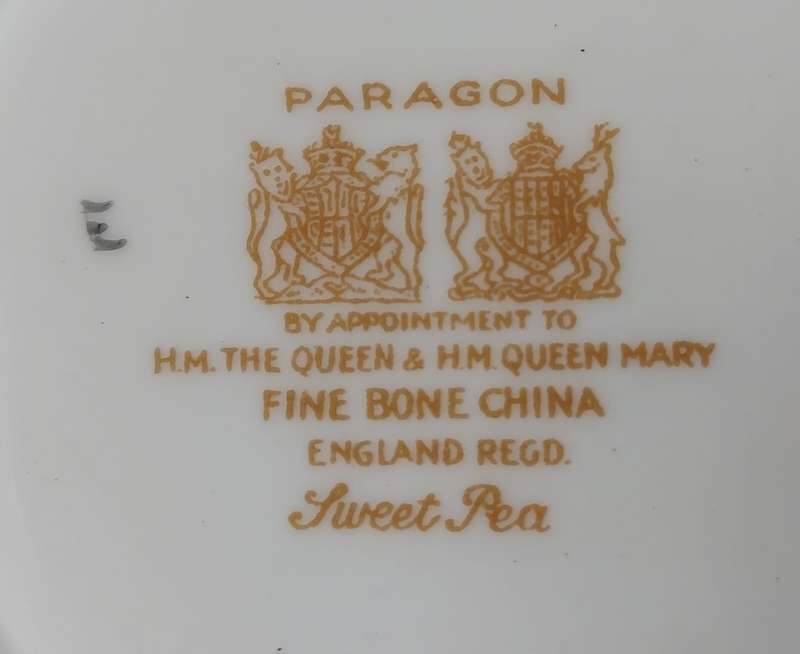 PARAGON
E
BY APPOINTMENT TO
H.M. THE QUEEN & H.M. QUEEN MARY
FINE BONE CHINA
ENGLAND REGD.
Sweet Pea